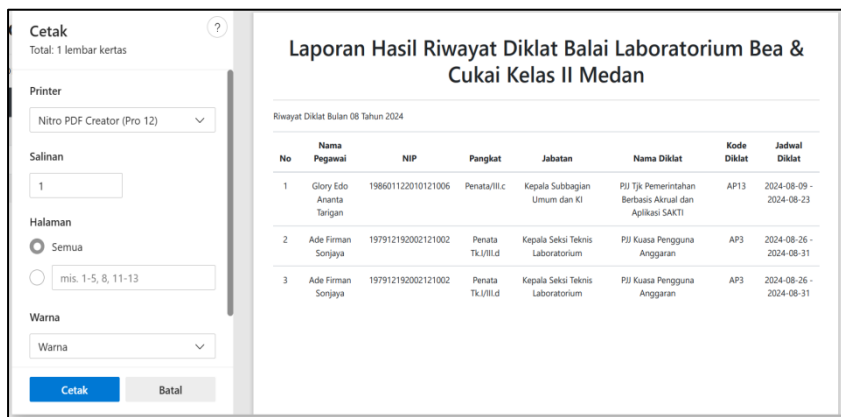 Cetak
?
Total: 1 lembar kertas
Printer
Nitro PDF Creator (Pro 12)
Salinan
1
Halaman
Semua
mis. 1-5, 8, 11-13
Warna
Warna
Cetak
Batal
Laporan Hasil Riwayat Diklat Balai Laboratorium Bea &
Cukai Kelas II Medan
Riwayat Diklat Bulan 08 Tahun 2024
No Nama Pegawai NIP Pangkat Jabatan Nama Diklat Kode Diklat Jadwal Diklat
1 Glory Edo 198601122010121006 Penata/III.c Kepala Subbagian PJJ Tjk Pemerintahan AP13 2024-08-09 -
Ananta Umum dan KI Berbasis Akrual dan 2024-08-23
Tarigan Aplikasi SAKTI
2 Ade Firman 197912192002121002 Penata Kepala Seksi Teknis PJJ Kuasa Pengguna AP3 2024-08-26 -
Sonjaya Tk.I/III.d Laboratorium Anggaran 2024-08-31
3 Ade Firman 197912192002121002 Penata Kepala Seksi Teknis PJJ Kuasa Pengguna AP3 2024-08-26 -
Sonjaya Tk.I/III.d Laboratorium Anggaran 2024-08-31